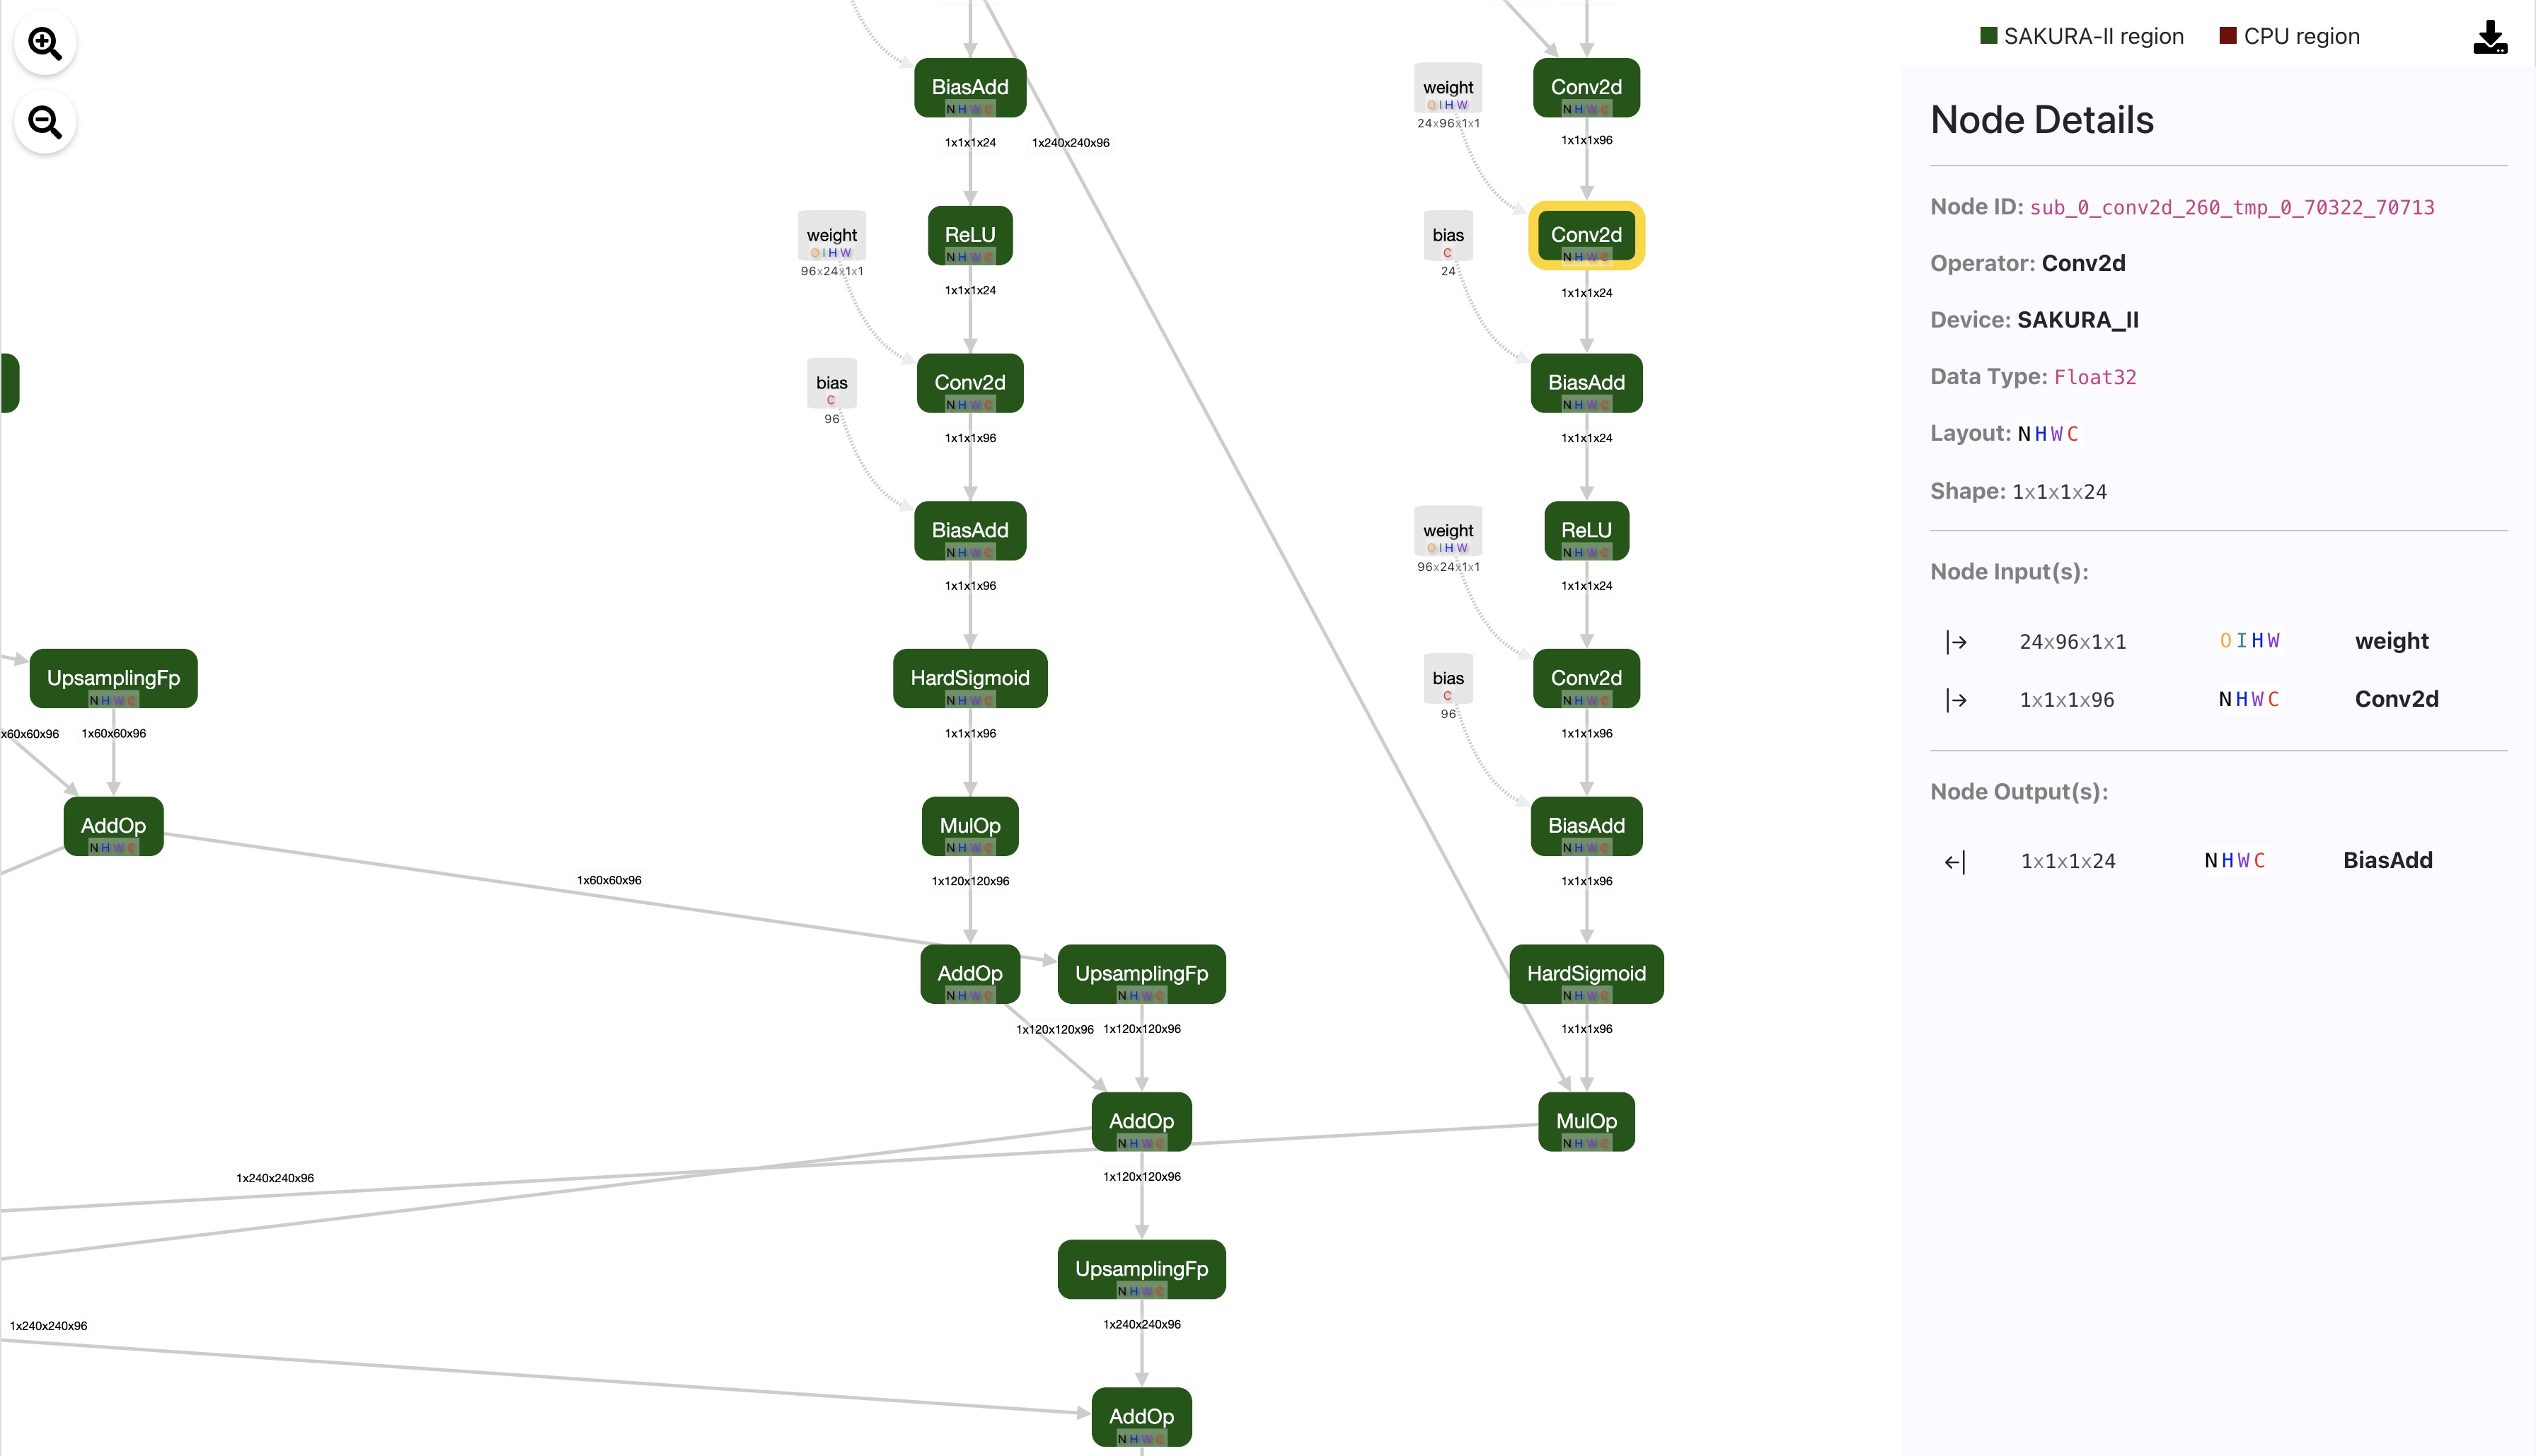 SAKURA-II region
CPU region
Node Details
Node ID: sub_0_conv2d_260_tmp_0_70322_70713
Operator: Conv2d
Device: SAKURA_II
Data Type: Float32
Layout: NHWC
Shape: 1x1x1x24
Node Input(s):
24x96x1x1 OIHW weight
1x1x1x96 NHWC Conv2d
Node Output(s):
1x1x1x24 NHWC BiasAdd
UpsamplingFp
NHWC
x60x60x96
1x60x60x96
AddOp
NHWC
1x60x60x96
1x240x240x96
1x240x240x96
BiasAdd
NHWC
1x1x1x24
1x240x240x96
weight
OIHW
96x24x1x1
ReLU
NHWC
1x1x1x24
bias
C
96
Conv2d
NHWC
1x1x1x96
BiasAdd
NHWC
1x1x1x96
HardSigmoid
NHWC
1x1x1x96
MulOp
NHWC
1x120x120x96
AddOp
NHWC
UpsamplingFp
NHWC
1x120x120x96
1x120x120x96
AddOp
NHWC
1x120x120x96
UpsamplingFp
NHWC
1x240x240x96
AddOp
NHWC
weight
OIHW
24x96x1x1
Conv2d
NHWC
1x1x1x96
bias
C
24
Conv2d
NHWC
1x1x1x24
BiasAdd
NHWC
1x1x1x24
weight
OIHW
96x24x1x1
ReLU
NHWC
1x1x1x24
bias
C
96
Conv2d
NHWC
1x1x1x96
BiasAdd
NHWC
1x1x1x96
HardSigmoid
NHWC
1x1x1x96
MulOp
NHWC